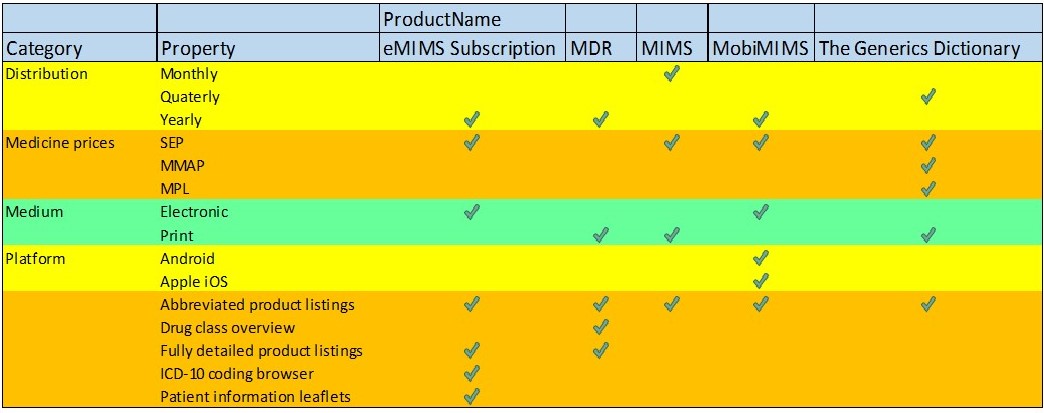 ProductName
Category Property eMIMS Subscription MDR MIMS MobiMIMS The Generics Dictionary
Distribution Monthly ✓
Quaterly ✓
Yearly ✓ ✓ ✓
Medicine prices SEP ✓ ✓ ✓ ✓
MMAP ✓
MPL ✓
Medium Electronic ✓ ✓
Print ✓ ✓ ✓
Platform Android ✓
Apple iOS ✓
Abbreviated product listings ✓ ✓ ✓ ✓ ✓
Drug class overview ✓
Fully detailed product listings ✓ ✓
ICD-10 coding browser ✓
Patient information leaflets ✓